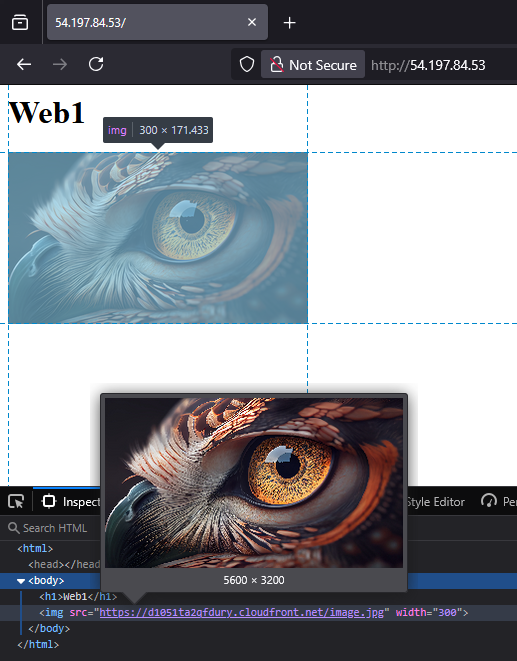 54.197.84.53/
Not Secure http://54.197.84.53
Web1
img 300 × 171.433
5600 × 3200
Inspect
Style Editor
Search HTML
<html>
<head></head
<body>
<h1>Web1</h1>
<img src="https://d1051ta2qfdury.cloudfront.net/image.jpg" width="300">
</body>
</html>